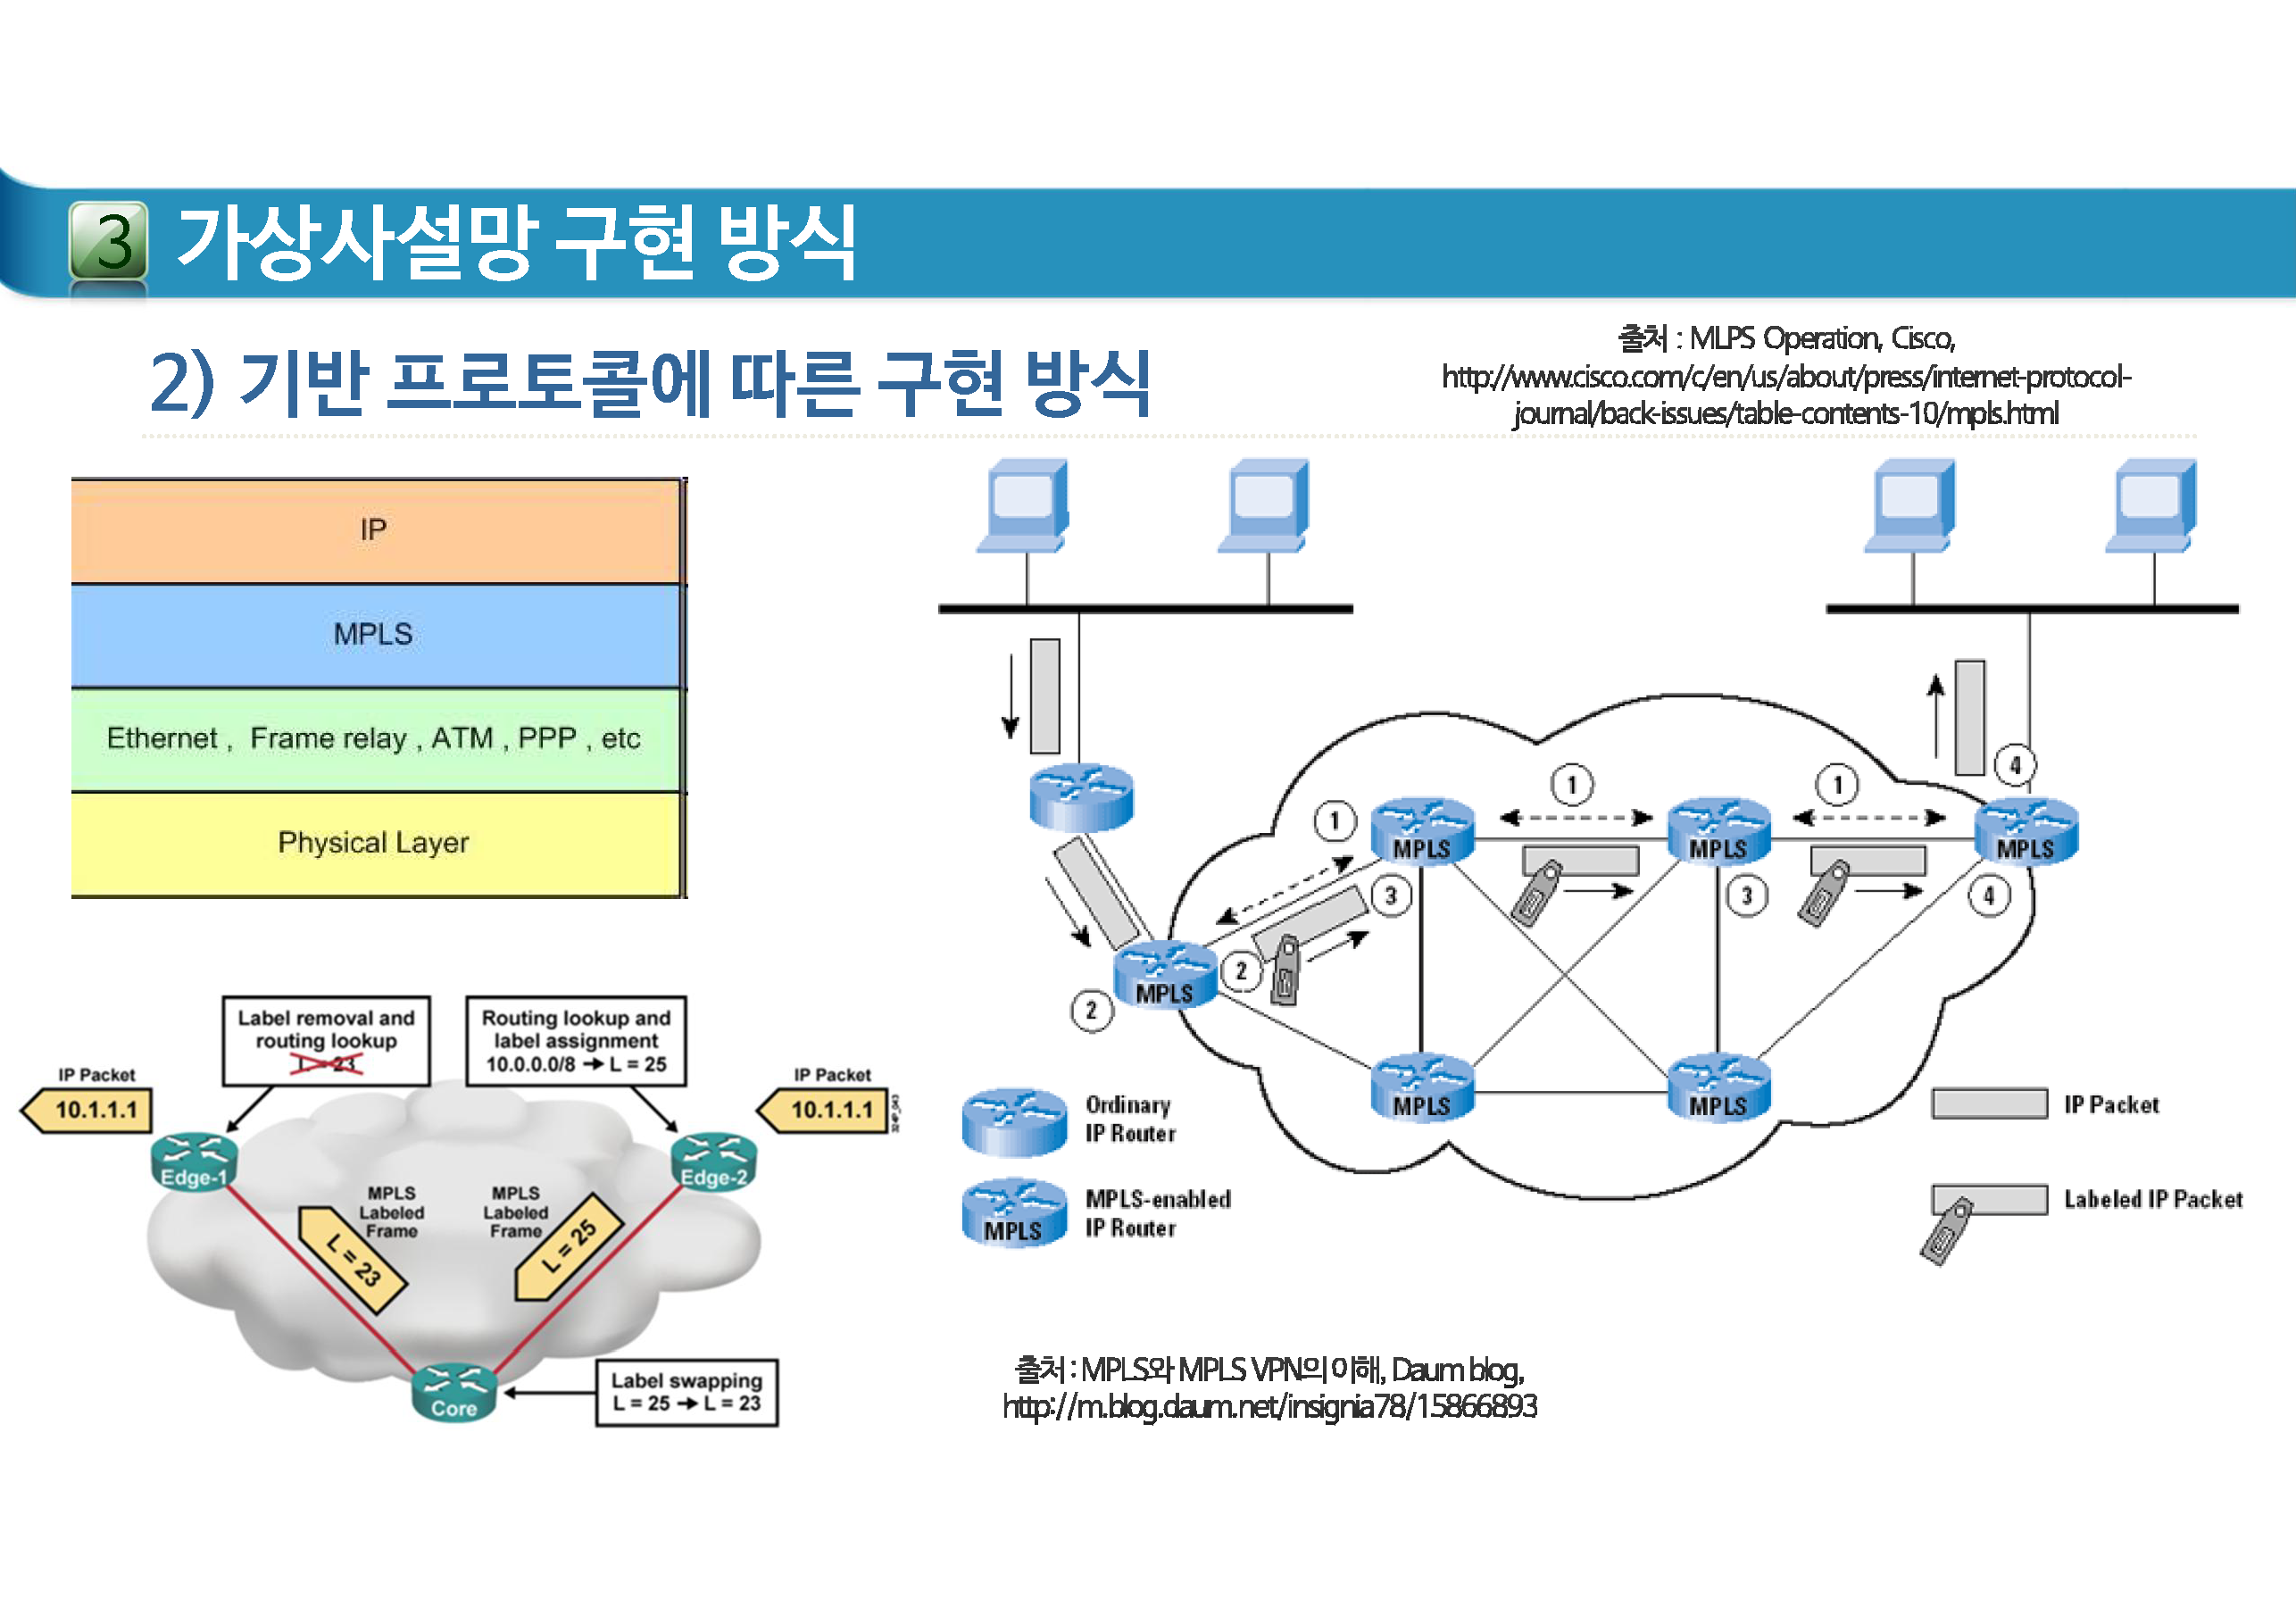 3 가상사설망 구현 방식
2) 기반 프로토콜에 따른 구현 방식
출처 : MLPS Operation, Cisco,
http://www.cisco.com/c/en/us/about/press/internet-protocol-
journal/back-issues/table-contents-10/mpls.html
IP
MPLS
Ethernet , Frame relay , ATM , PPP , etc
Physical Layer
Label removal and
routing lookup
L = 23
Routing lookup and
label assignment
10.0.0.0/8 → L = 25
IP Packet
10.1.1.1
IP Packet
10.1.1.1
Edge-1
Edge-2
MPLS
Labeled
Frame
MPLS
Labeled
Frame
L = 23
L = 25
Core
Label swapping
L = 25 → L = 23
4
1
1
1
MPLS
MPLS
MPLS
3
3
4
2
MPLS
2
MPLS
MPLS
Ordinary
IP Router
MPLS
MPLS-enabled
IP Router
IP Packet
Labeled IP Packet
출처 : MPLS와 MPLS VPN의 이해, Daum blog,
http://m.blog.daum.net/insignia78/15866893